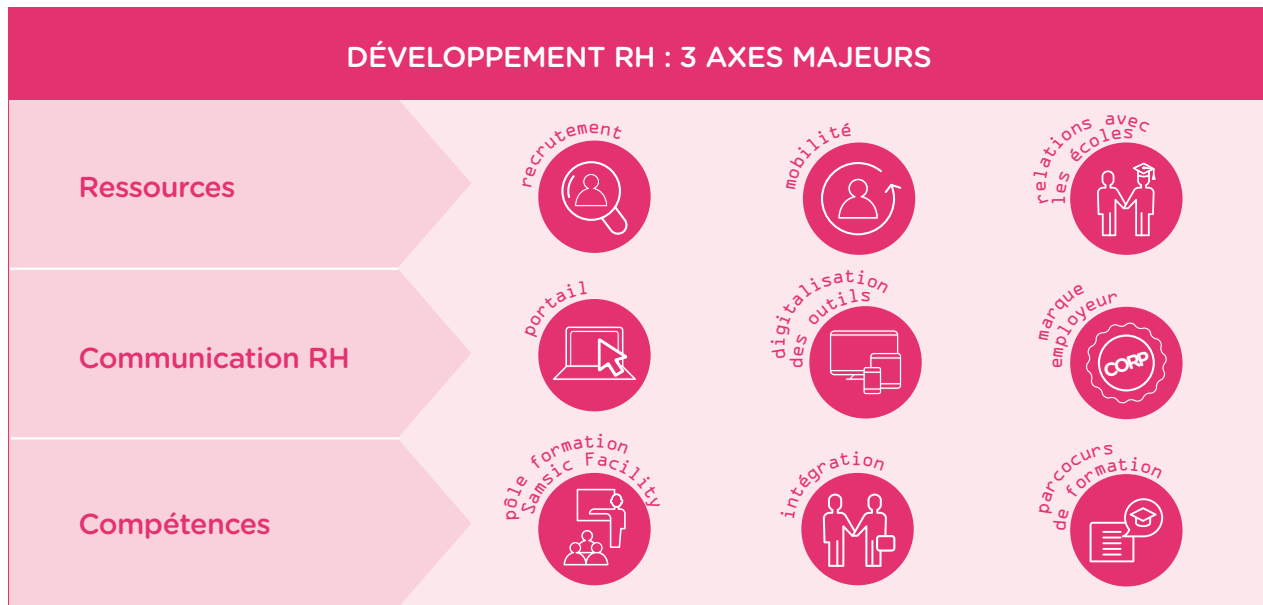 DÉVELOPPEMENT RH : 3 AXES MAJEURS
Ressources
recrutement
mobilité
relations avec
les écoles
Communication RH
portail
digitalisation
des outils
marque
employeur
CORP
Compétences
pôle formation
Samsic Facility
intégration
parcocurs
de formation